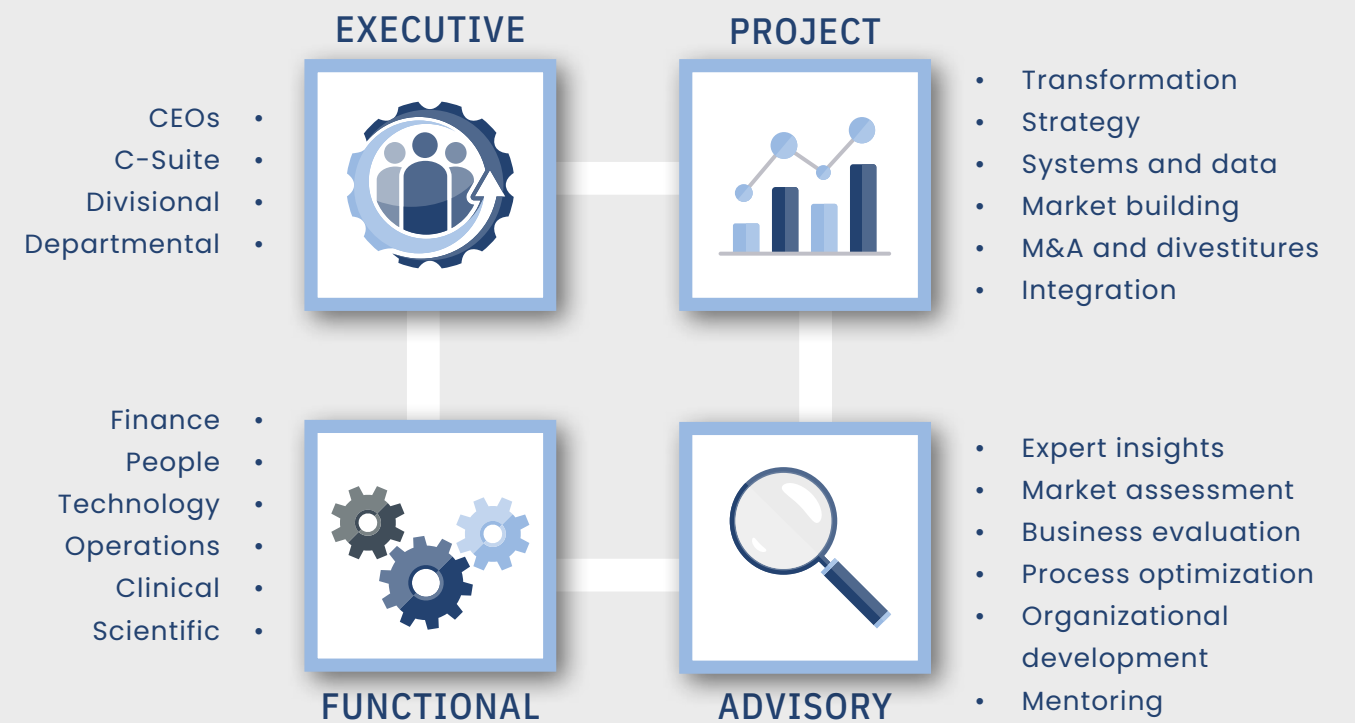 EXECUTIVE
CEOs •
C-Suite •
Divisional •
Departmental •
PROJECT
• Transformation
• Strategy
• Systems and data
• Market building
• M&A and divestitures
• Integration
Finance •
People •
Technology •
Operations •
Clinical •
Scientific •
FUNCTIONAL
• Expert insights
• Market assessment
• Business evaluation
• Process optimization
• Organizational
development
• Mentoring
ADVISORY